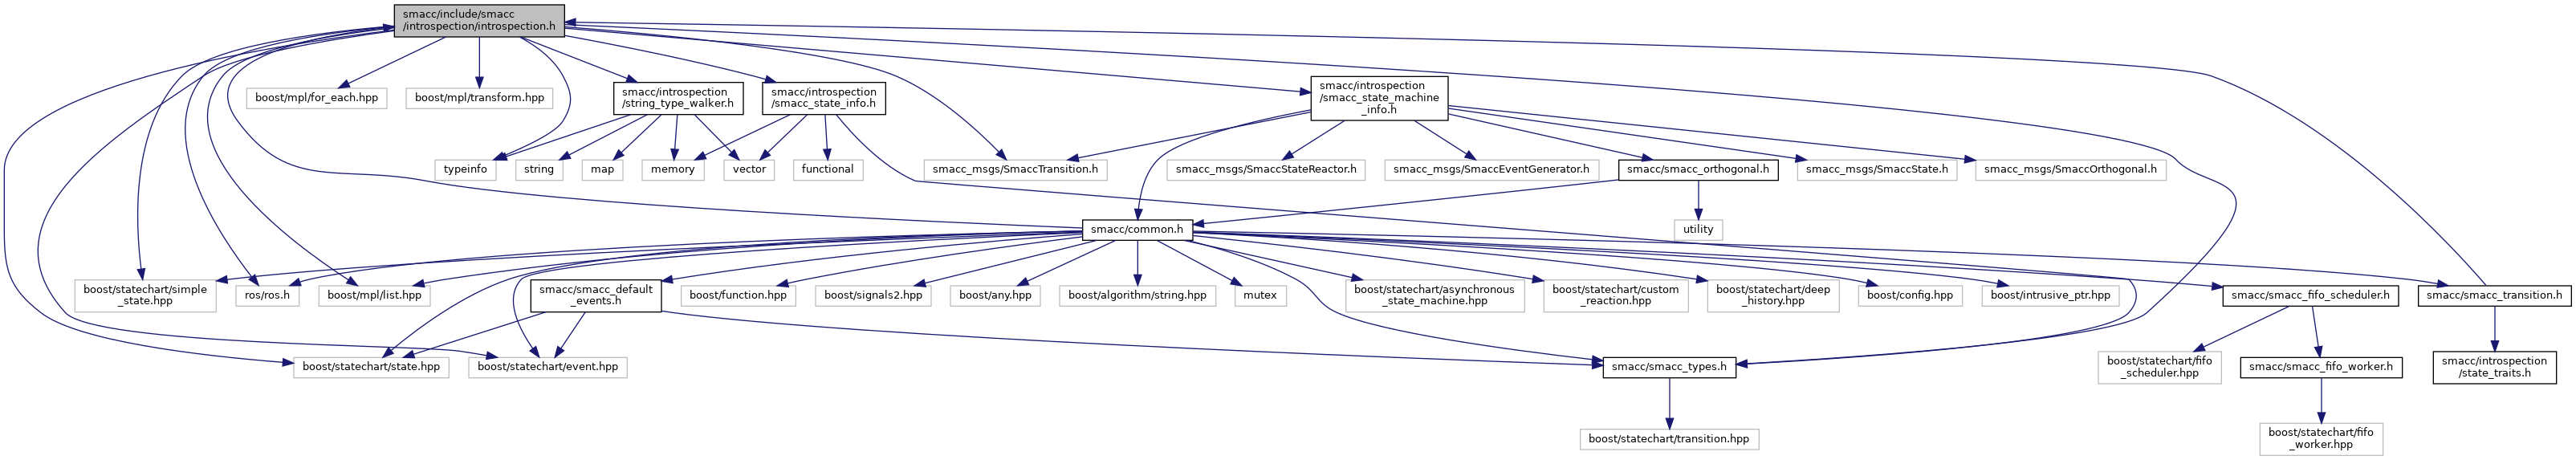 smacc/include/smacc
/introspection/introspection.h
boost/mpl/for_each.hpp
boost/mpl/transform.hpp
smacc/introspection
/string_type_walker.h
smacc/introspection
/smacc_state_info.h
smacc/introspection
/smacc_state_machine
_info.h
typeinfo
string
map
memory
vector
functional
smacc_msgs/SmaccTransition.h
smacc_msgs/SmaccStateReactor.h
smacc_msgs/SmaccEventGenerator.h
smacc/smacc_orthogonal.h
smacc_msgs/SmaccState.h
smacc_msgs/SmaccOrthogonal.h
smacc/common.h
utility
boost/statechart/simple
_state.hpp
ros/ros.h
boost/mpl/list.hpp
smacc/smacc_default
_events.h
boost/function.hpp
boost/signals2.hpp
boost/any.hpp
boost/algorithm/string.hpp
mutex
boost/statechart/asynchronous
_state_machine.hpp
boost/statechart/custom
_reaction.hpp
boost/statechart/deep
_history.hpp
boost/config.hpp
boost/intrusive_ptr.hpp
smacc/smacc_fifo_scheduler.h
smacc/smacc_transition.h
boost/statechart/state.hpp
boost/statechart/event.hpp
smacc/smacc_types.h
boost/statechart/fifo
_scheduler.hpp
smacc/smacc_fifo_worker.h
smacc/introspection
/state_traits.h
boost/statechart/transition.hpp
boost/statechart/fifo
_worker.hpp